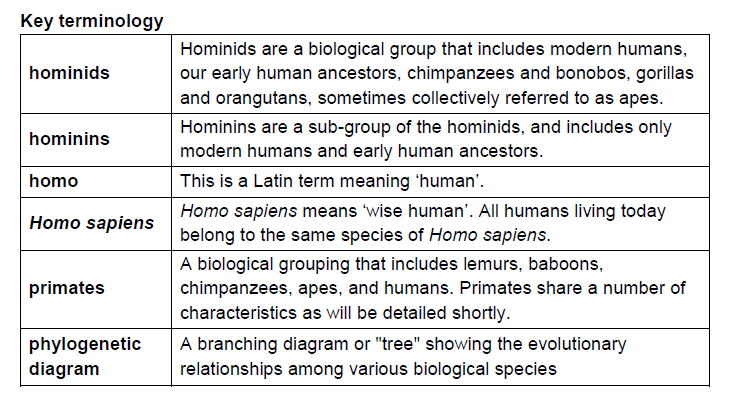 Key terminology
hominids
Hominids are a biological group that includes modern humans,
our early human ancestors, chimpanzees and bonobos, gorillas
and orangutans, sometimes collectively referred to as apes.
hominins
Hominins are a sub-group of the hominids, and includes only
modern humans and early human ancestors.
homo
This is a Latin term meaning ‘human’.
Homo sapiens
Homo sapiens means ‘wise human’. All humans living today
belong to the same species of Homo sapiens.
primates
A biological grouping that includes lemurs, baboons,
chimpanzees, apes, and humans. Primates share a number of
characteristics as will be detailed shortly.
phylogenetic
diagram
A branching diagram or "tree" showing the evolutionary
relationships among various biological species